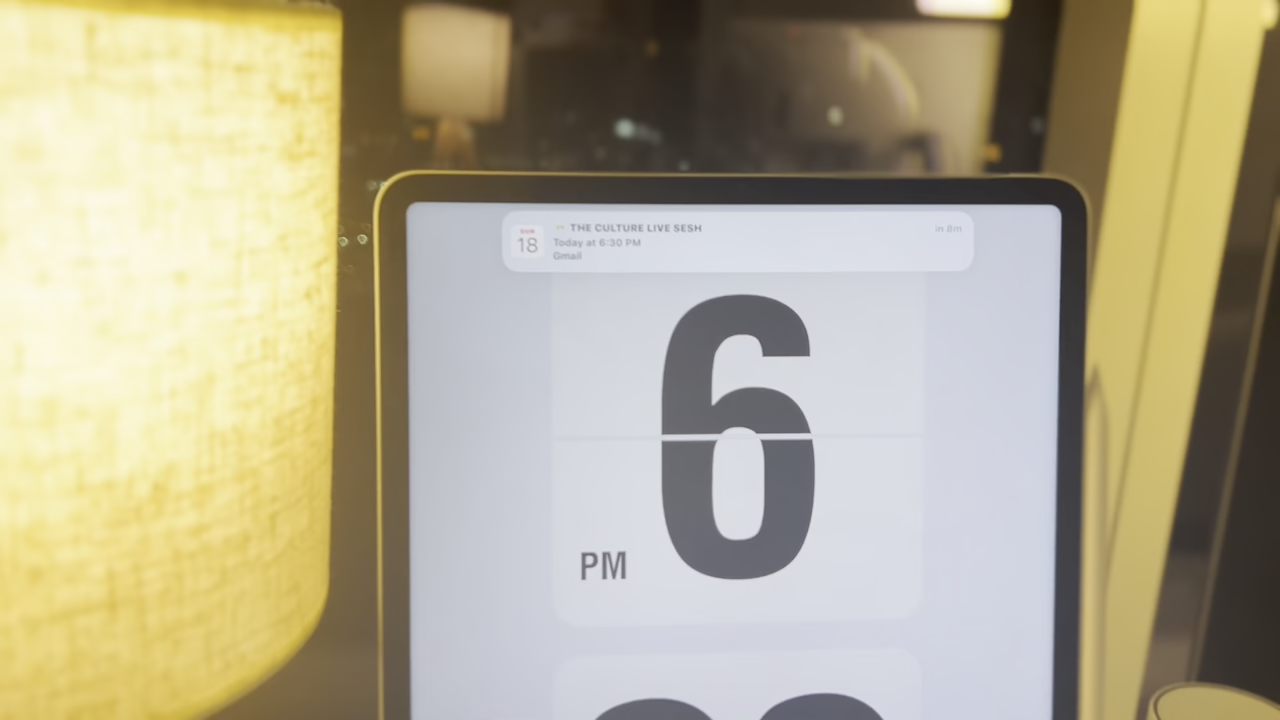 SUN
18
THE CULTURE LIVE SESH
in 8m
Today at 6:30 PM
Gmail
6
PM